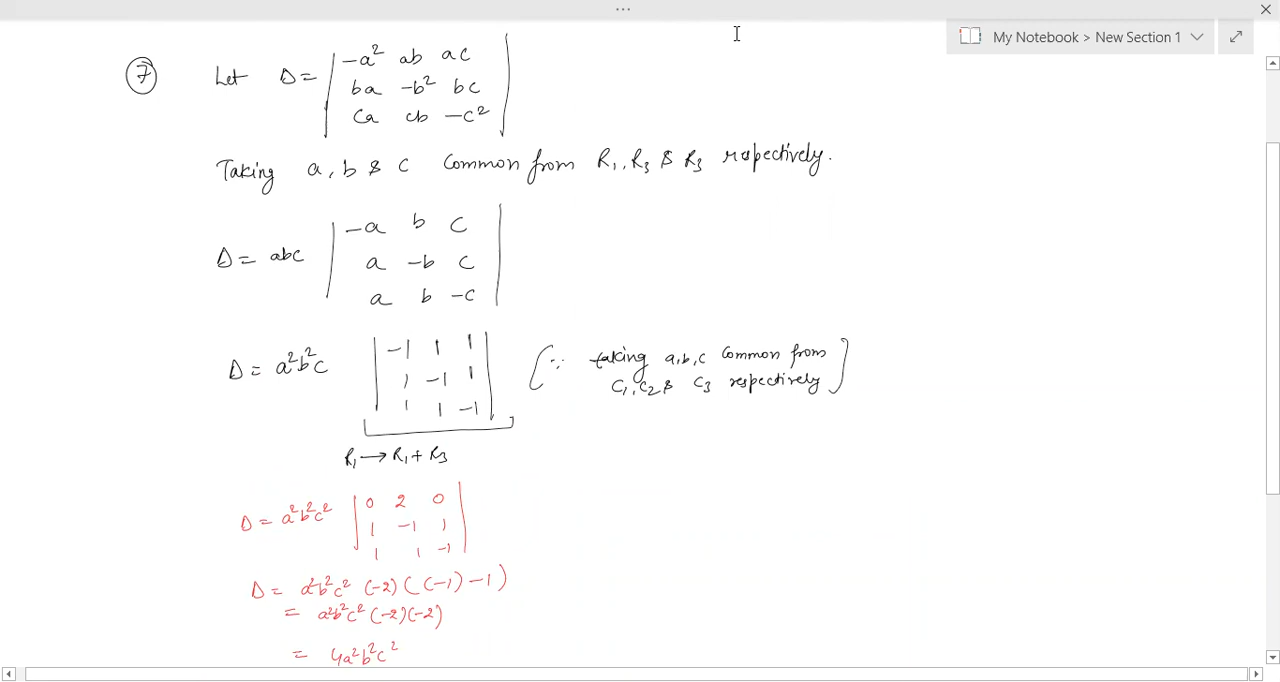 ...
My Notebook > New Section 1
⑦ Let Δ = | -a² ab ac |
| ba -b² bc |
| ca cb -c² |
Taking a, b & c common from R₁, R₃ & R₃ respectively.
Δ = abc | -a b c |
| a -b c |
| a b -c |
Δ = a²b²c | -1 1 1 |
| 1 -1 1 |
| 1 1 -1 |
[∵ taking a,b,c common from
C₁, C₂ & C₃ respectively]
R₁ → R₁ + R₃
Δ = a²b²c² | 0 2 0 |
| 1 -1 1 |
| 1 1 -1 |
Δ = a²b²c² (-2)((-1) -1)
= a²b²c² (-2)(-2)
= 4a²b²c²